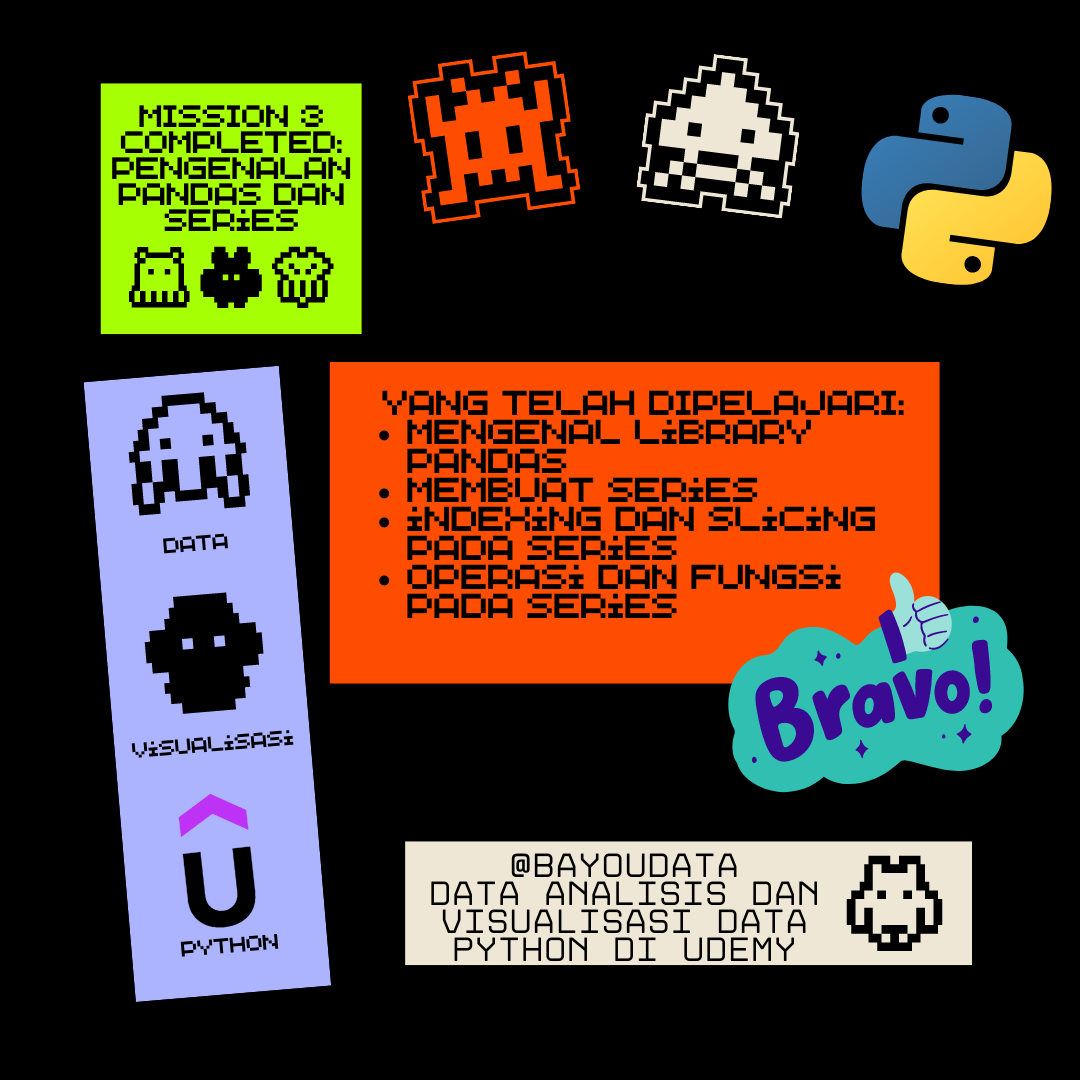 MISSION 3
COMPLETED:
PENGENALAN
PANDAS DAN
SERiES
YANG TELAH DIPELAJARI:
• MENGENAL LiBRARY
PANDAS
• MEMBUAT SERiES
• iNDEXiNG DAN SLiCiNG
PADA SERiES
• OPERASi DAN FUNGSi
PADA SERiES
DATA
ViSUALiSASi
U
PYTHON
Bravo!
@BAYOUDATA
DATA ANALISIS DAN
VISUALISASI DATA
PYTHON DI UDEMY